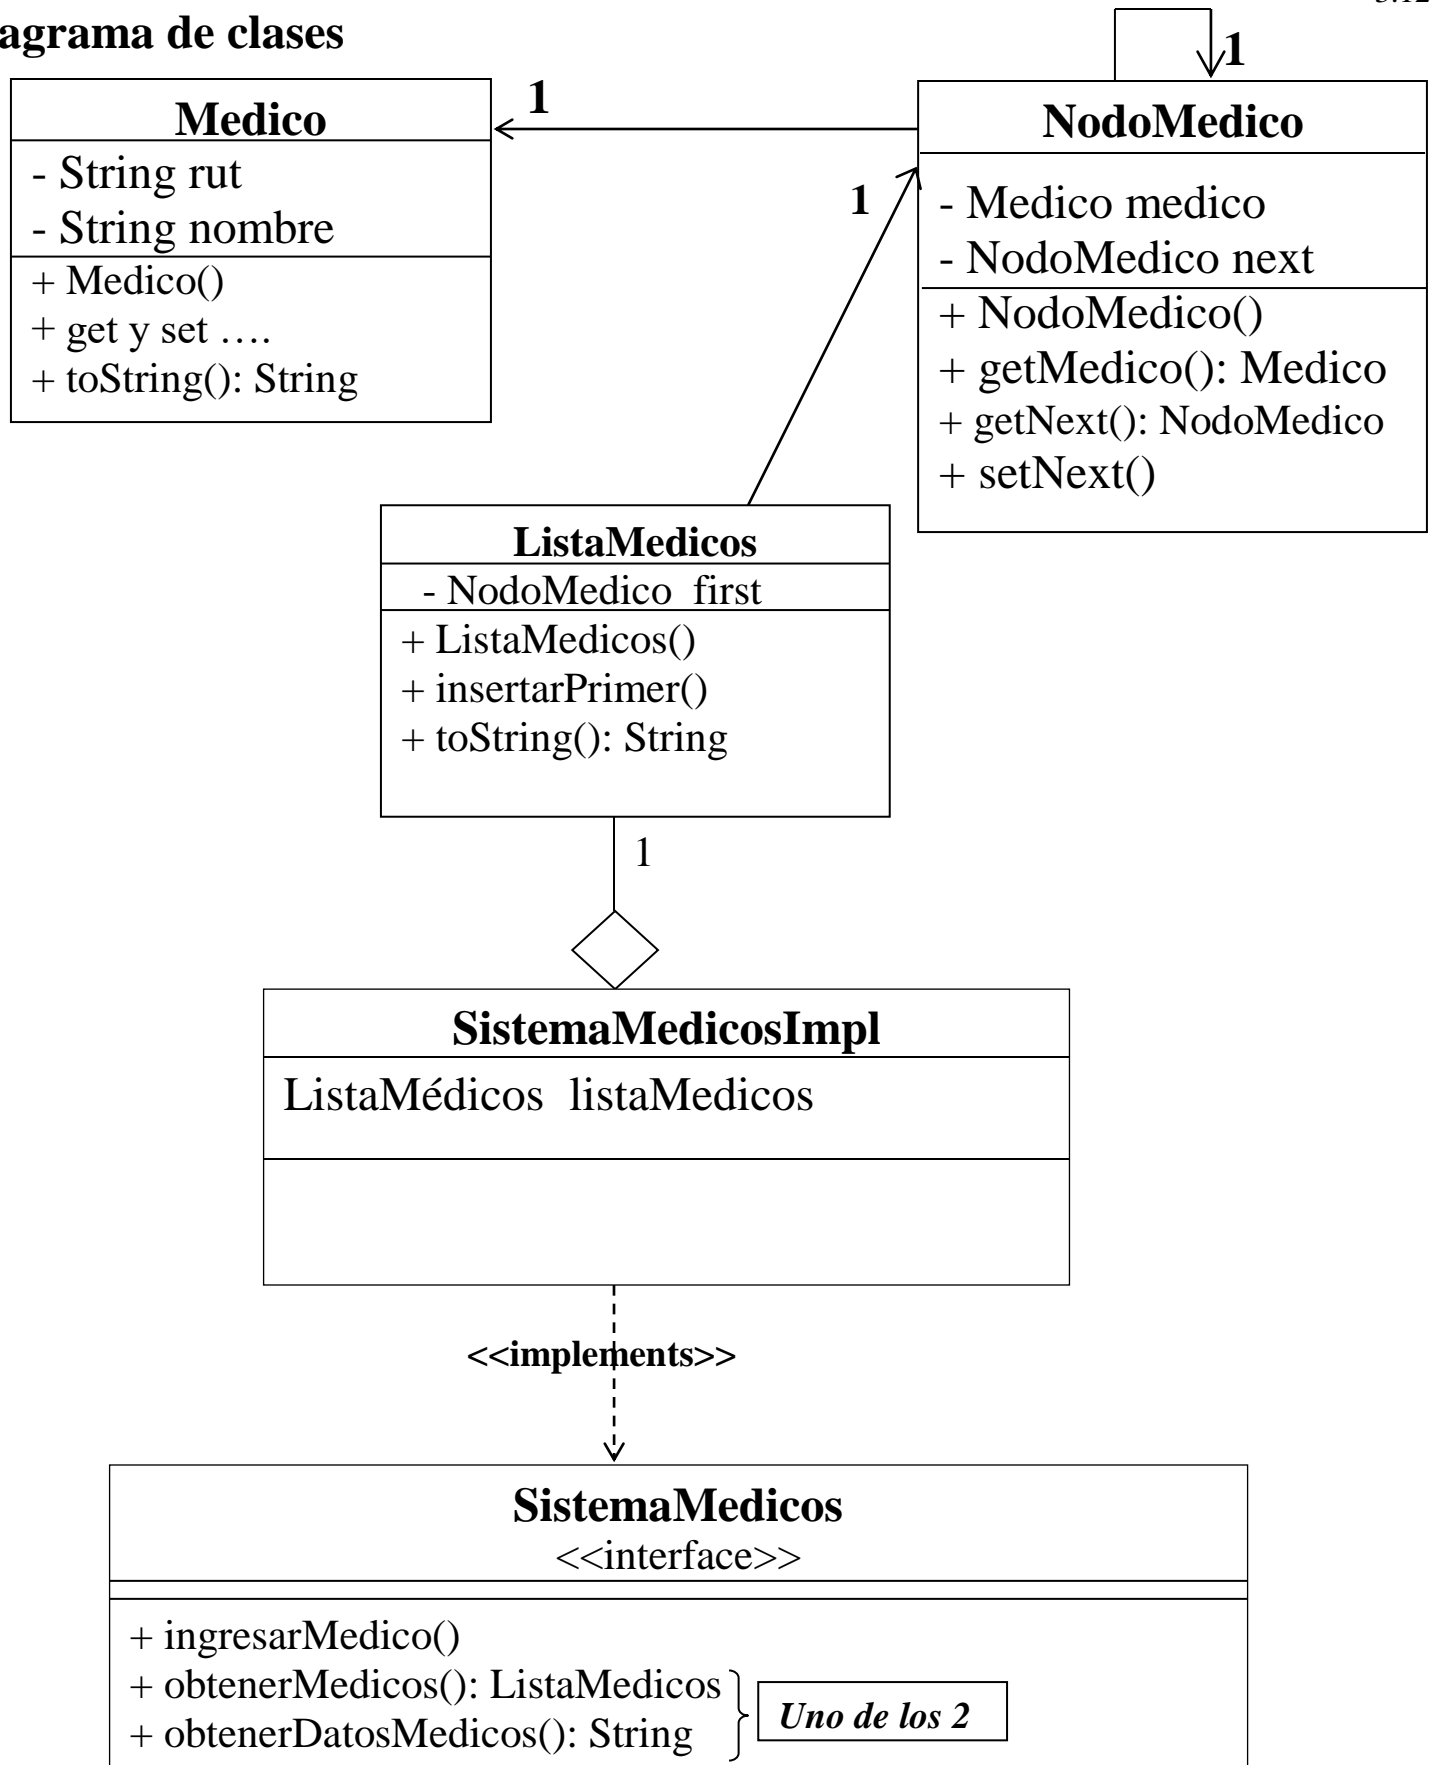 agrama de clases
1
Medico
- String rut
- String nombre
+ Medico()
+ get y set ….
+ toString(): String
1
NodoMedico
- Medico medico
- NodoMedico next
+ NodoMedico()
+ getMedico(): Medico
+ getNext(): NodoMedico
+ setNext()
1
ListaMedicos
- NodoMedico first
+ ListaMedicos()
+ insertarPrimer()
+ toString(): String
1
SistemaMedicosImpl
ListaMédicos listaMedicos
<<implements>>
SistemaMedicos
<<interface>>
+ ingresarMedico()
+ obtenerMedicos(): ListaMedicos
+ obtenerDatosMedicos(): String
Uno de los 2